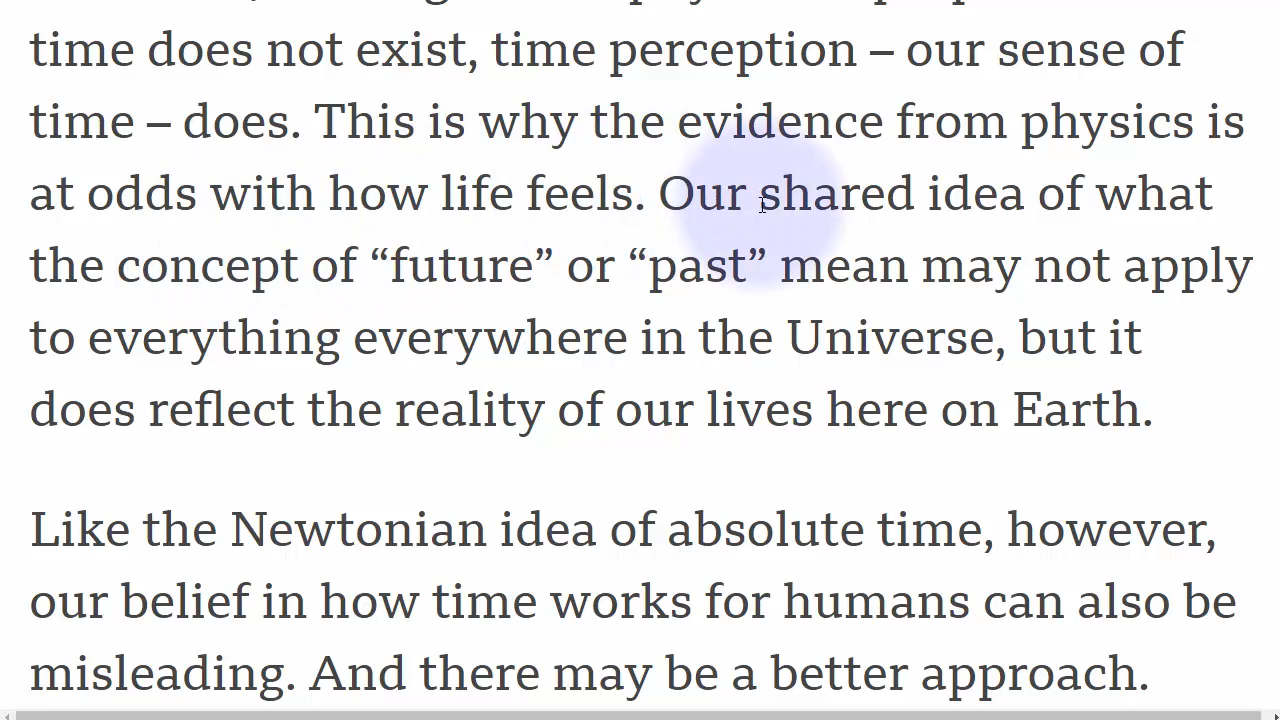 time does not exist, time perception – our sense of
time – does. This is why the evidence from physics is
at odds with how life feels. Our shared idea of what
the concept of “future” or “past” mean may not apply
to everything everywhere in the Universe, but it
does reflect the reality of our lives here on Earth.
Like the Newtonian idea of absolute time, however,
our belief in how time works for humans can also be
misleading. And there may be a better approach.